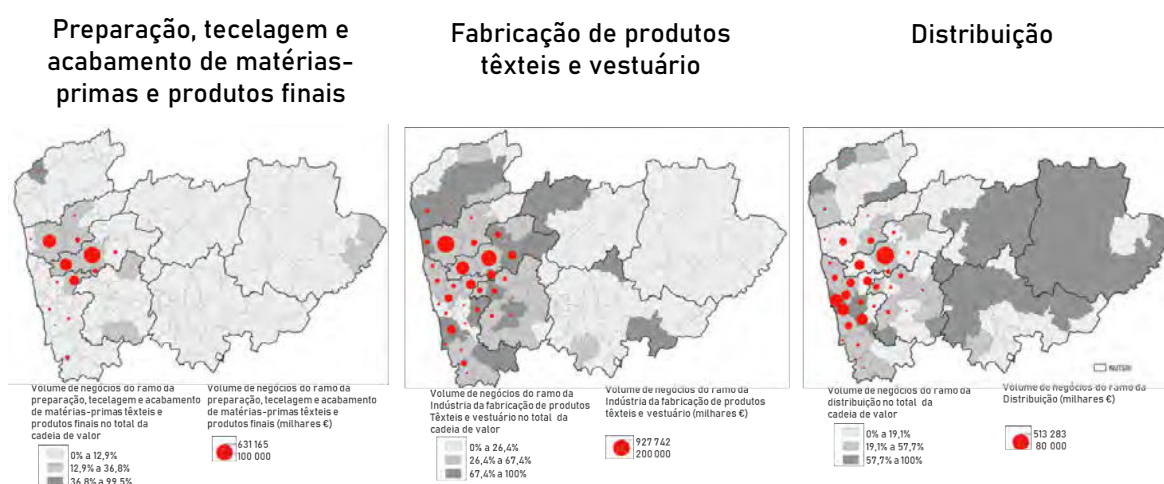 Preparação, tecelagem e
acabamento de matérias-
primas e produtos finais
Fabricação de produtos
têxteis e vestuário
Distribuição
Volume de negócios do ramo da
preparação, tecelagem e acabamento
de matérias-primas têxteis e
produtos finais no total da
cadeia de valor
0% a 12,9%
12,9% a 36,8%
36,8% a 99,5%
Volume de negócios do ramo da
preparação, tecelagem e acabamento
de matérias-primas têxteis e
produtos finais (milhares €)
631 165
100 000
Volume de negócios do ramo da
Indústria da fabricação de produtos
Têxteis e vestuário no total da
cadeia de valor
0% a 26,4%
26,4% a 67,4%
67,4% a 100%
Volume de negócios do ramo da
Indústria da fabricação de produtos
têxteis e vestuário (milhares €)
927 742
200 000
NUTSIII
Volume de negócios do ramo da
distribuição no total da
cadeia de valor
0% a 19,1%
19,1% a 57,7%
57,7% a 100%
Volume de negócios do ramo da
Distribuição (milhares €)
513 283
80 000